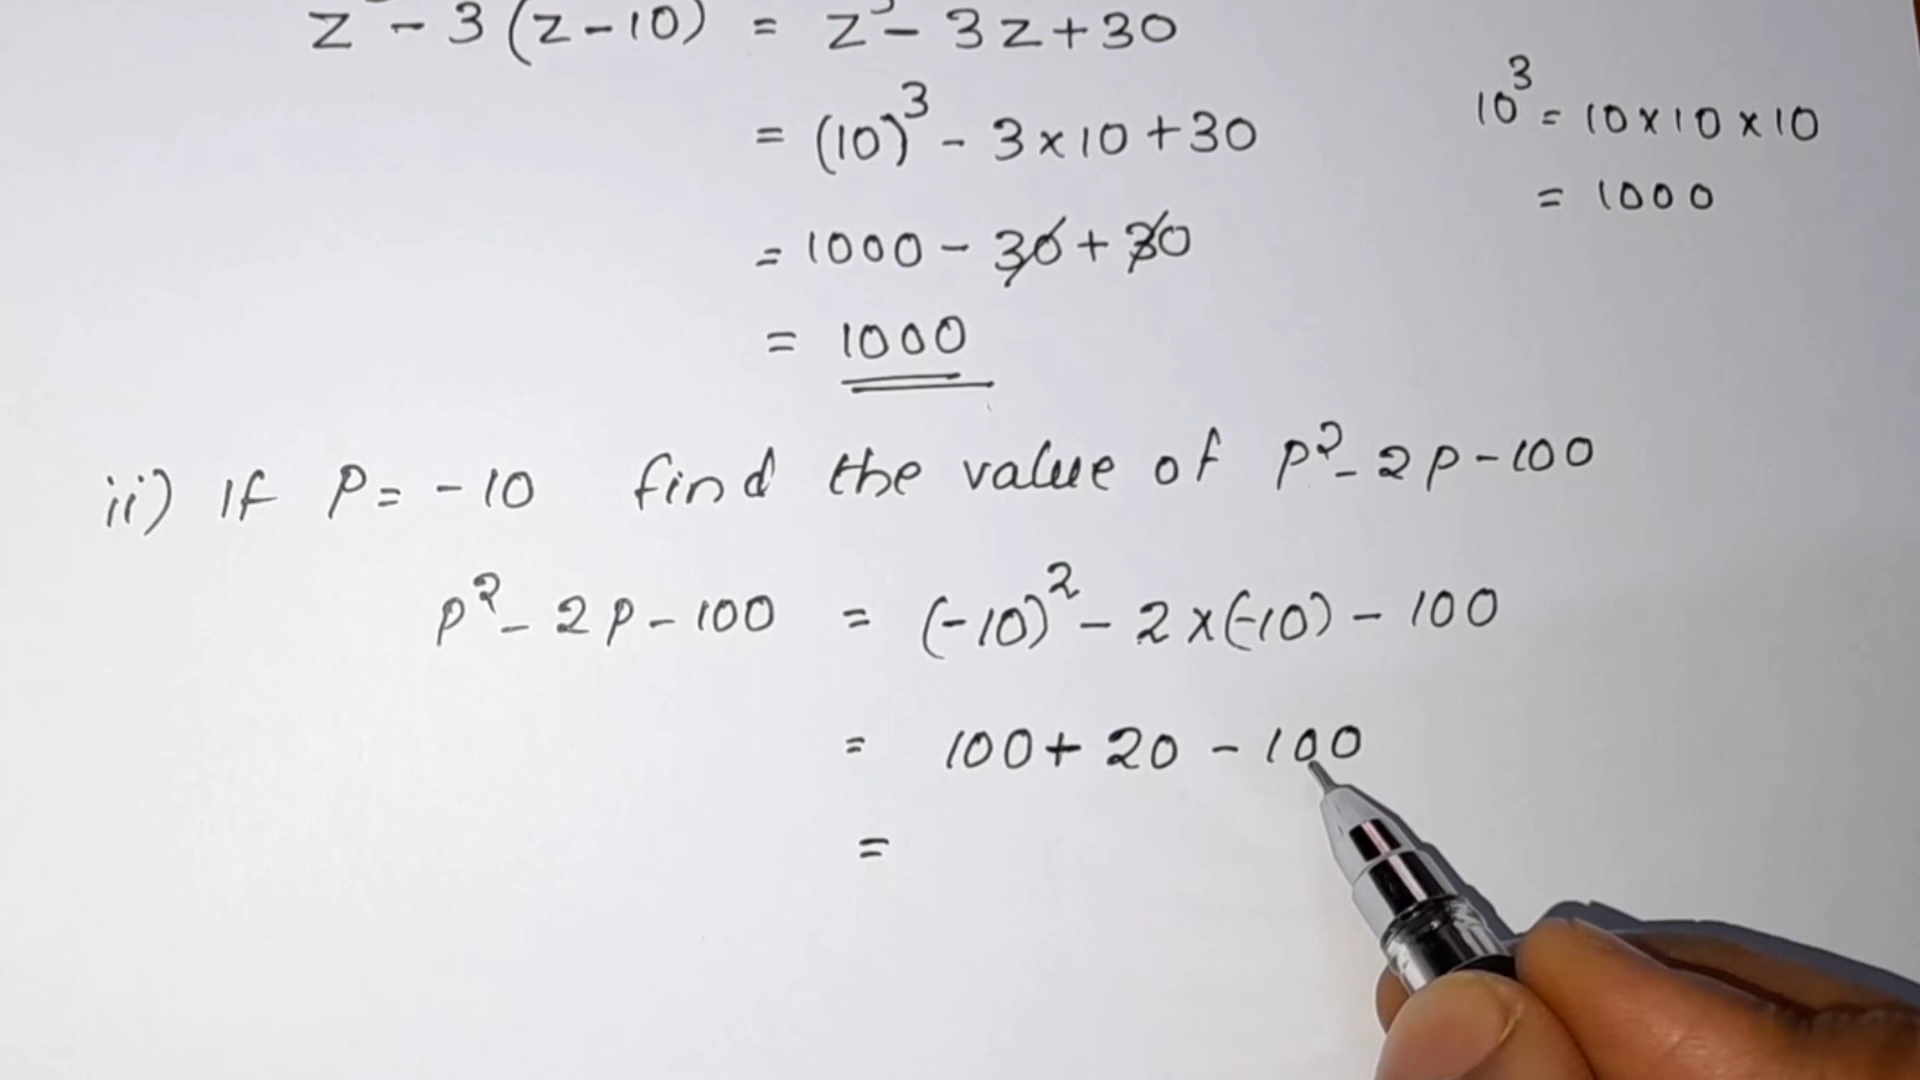 z³ - 3(z-10) = z³ - 3z+30
= (10)³ - 3×10+30
10³ = 10×10×10
= 1000
= 1000 - 30 + 30
= 1000
ii) If P = -10 find the value of p² - 2p - 100
p² - 2p - 100 = (-10)² - 2×(-10) - 100
= 100 + 20 - 100
=